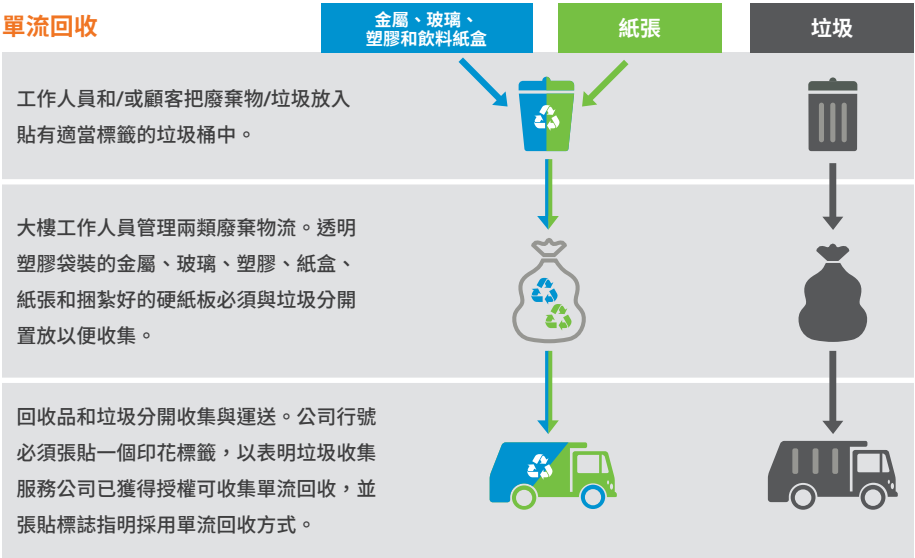 單流回收
金屬、玻璃、
塑膠和飲料紙盒
紙張
垃圾
工作人員和/或顧客把廢棄物/垃圾放入
貼有適當標籤的垃圾桶中。
大樓工作人員管理兩類廢棄物流。透明
塑膠袋裝的金屬、玻璃、塑膠、紙盒、
紙張和捆紮好的硬紙板必須與垃圾分開
置放以便收集。
回收品和垃圾分開收集與運送。公司行號
必須張貼一個印花標籤，以表明垃圾收集
服務公司已獲得授權可收集單流回收，並
張貼標誌指明採用單流回收方式。